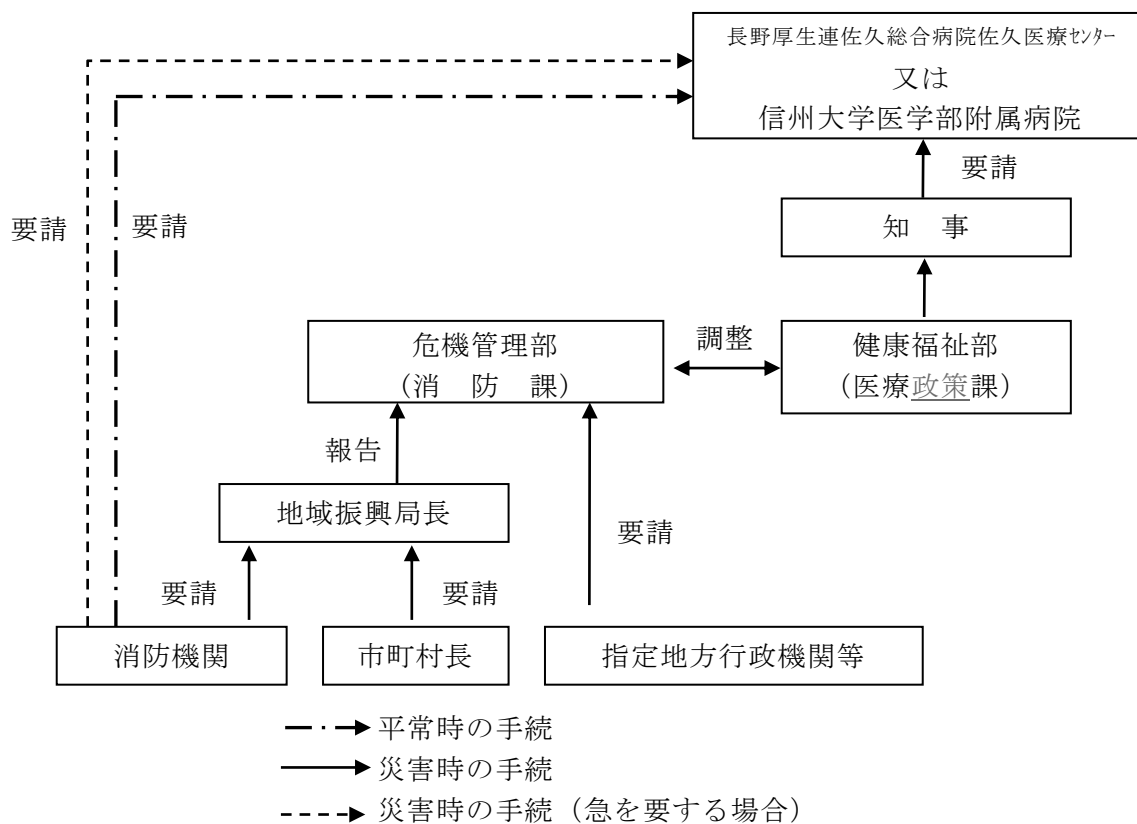 長野厚生連佐久総合病院佐久医療ｾﾝﾀｰ
又は
信州大学医学部附属病院
要請
知　事
要請
要請
危機管理部
（消　防　課）
調整
健康福祉部
（医療政策課）
報告
地域振興局長
要請
要請
要請
消防機関
市町村長
指定地方行政機関等
平常時の手続
災害時の手続
災害時の手続（急を要する場合）